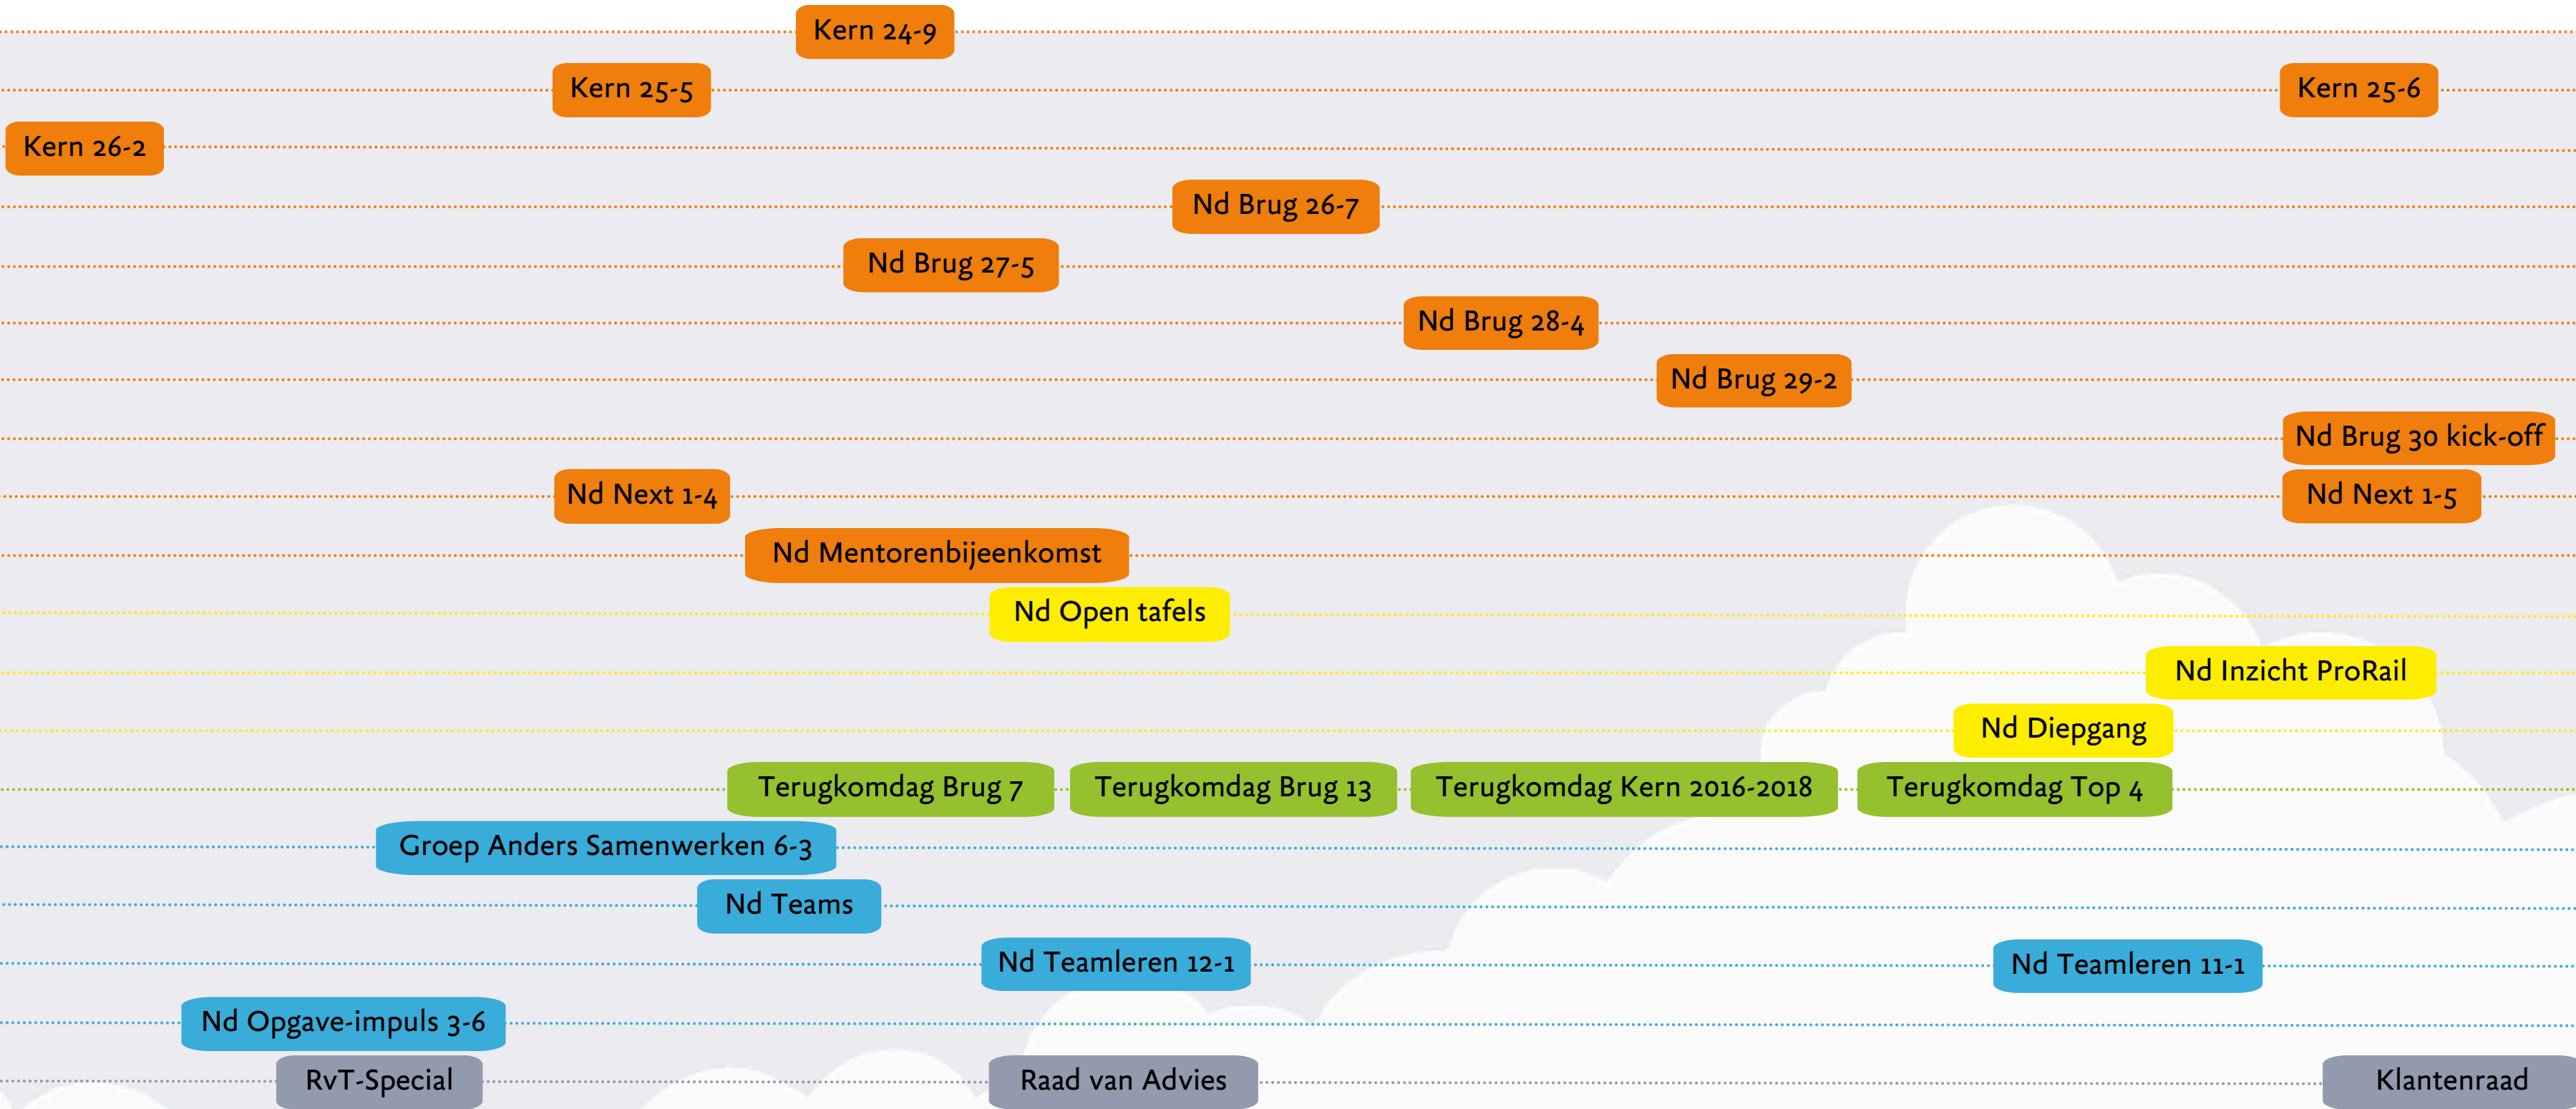 Kern 24-9
Kern 25-5 Kern 25-6
Kern 26-2
Nd Brug 26-7
Nd Brug 27-5
Nd Brug 28-4
Nd Brug 29-2
Nd Brug 30 kick-off
Nd Next 1-4 Nd Next 1-5
Nd Mentorenbijeenkomst
Nd Open tafels
Nd Inzicht ProRail
Nd Diepgang
Terugkomdag Brug 7 Terugkomdag Brug 13 Terugkomdag Kern 2016-2018 Terugkomdag Top 4
Groep Anders Samenwerken 6-3
Nd Teams
Nd Teamleren 12-1 Nd Teamleren 11-1
Nd Opgave-impuls 3-6
RvT-Special Raad van Advies Klantenraad